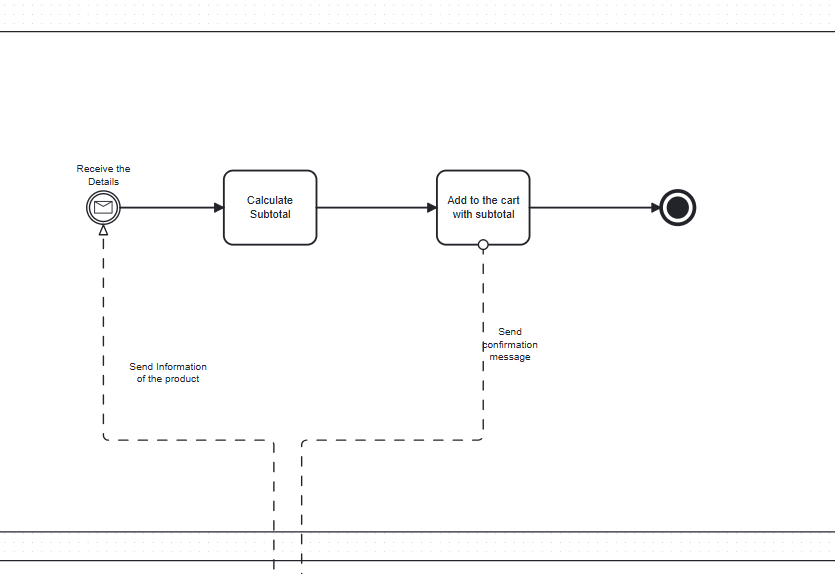 Receive the
Details
Calculate
Subtotal
Add to the cart
with subtotal
Send
confirmation
message
Send Information
of the product